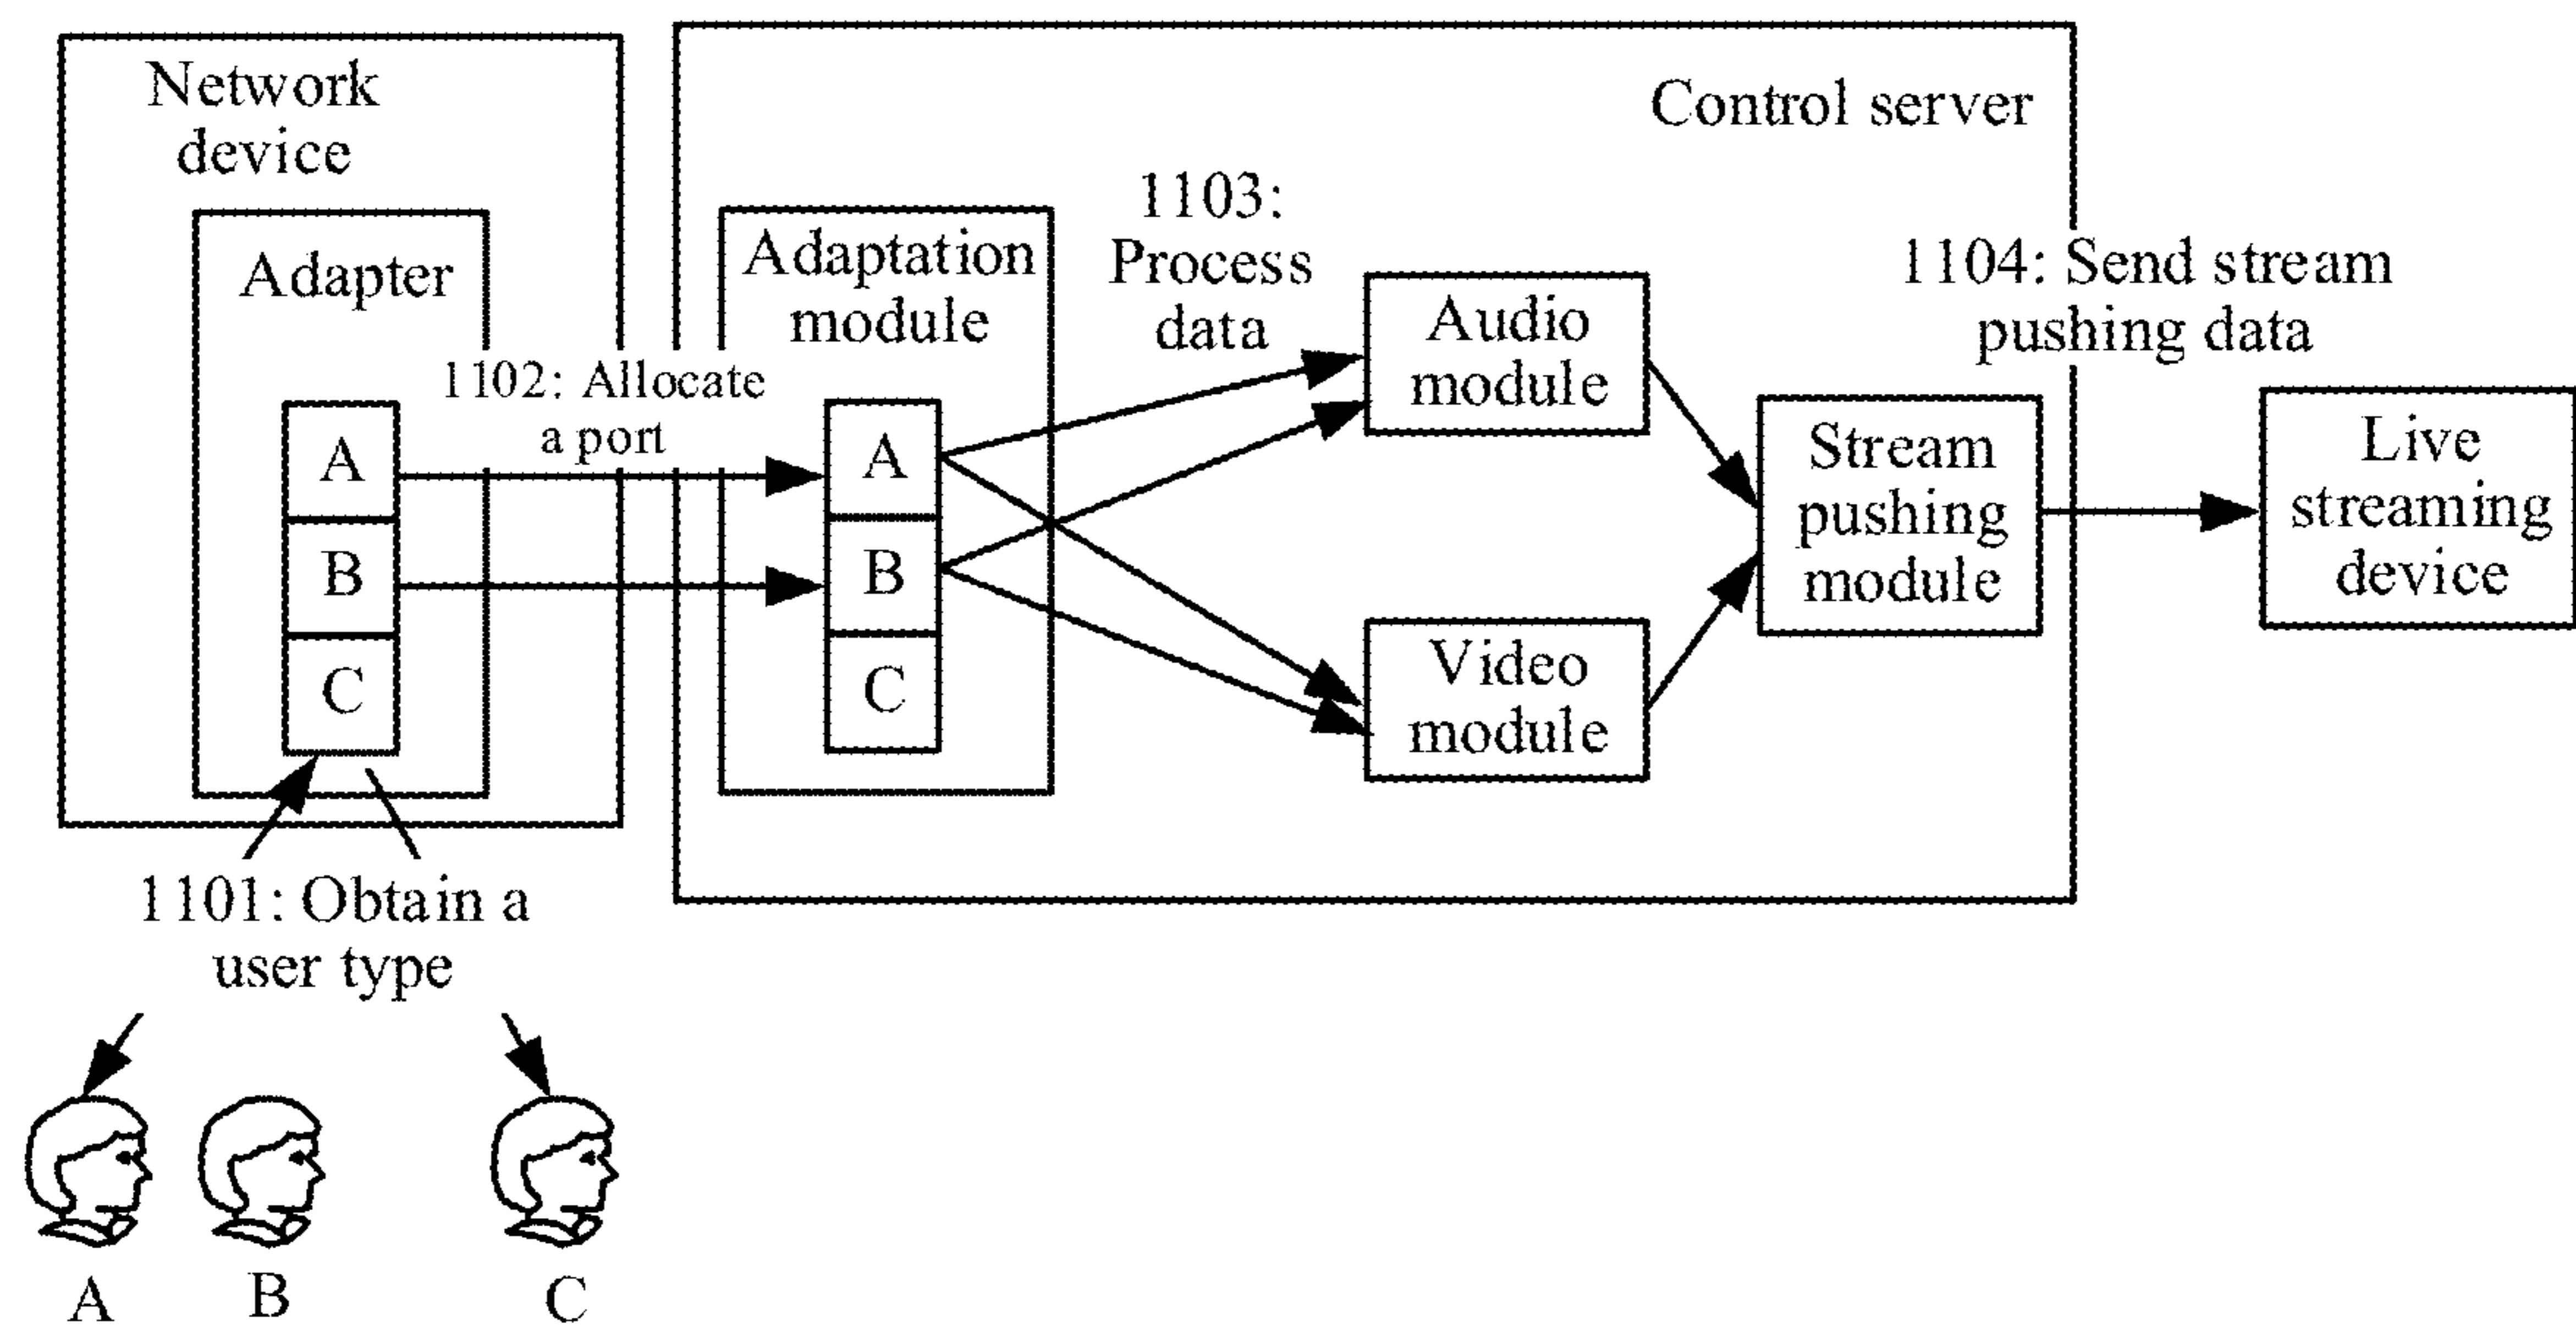 Network
device
Adapter
A
B
C
1101: Obtain a
user type
A
B
C
1102: Allocate
a port
Control server
Adaptation
module
A
B
C
1103:
Process
data
Audio
module
Video
module
Stream
pushing
module
1104: Send stream
pushing data
Live
streaming
device